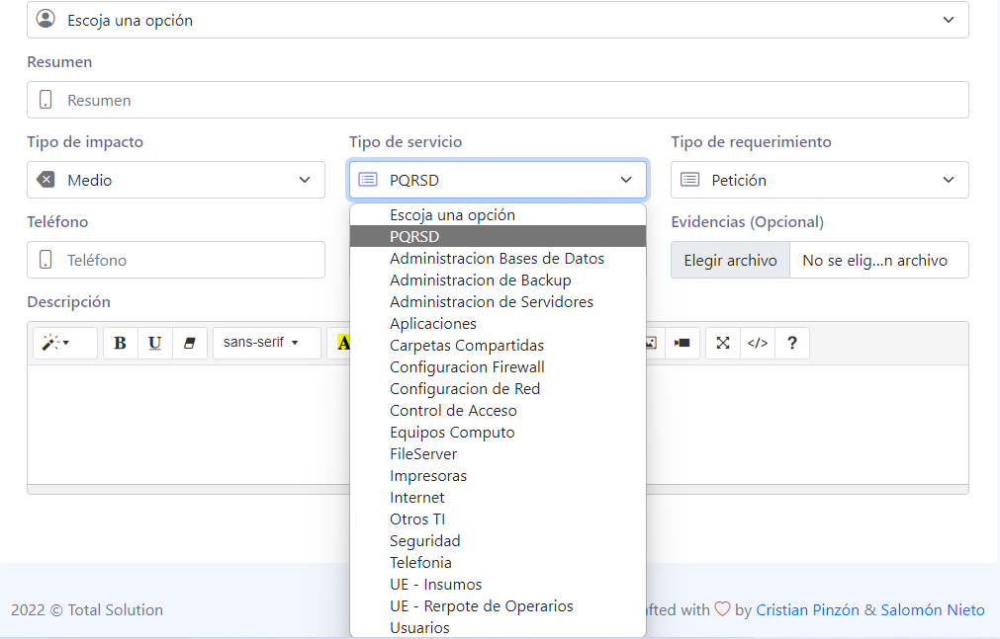 Escoja una opción
Resumen
Resumen
Tipo de impacto
Tipo de servicio
Tipo de requerimiento
Medio
PQRSD
Petición
Teléfono
Evidencias (Opcional)
Teléfono
Elegir archivo
No se elig...n archivo
Escoja una opción
PQRSD
Administracion Bases de Datos
Administracion de Backup
Administracion de Servidores
Aplicaciones
Carpetas Compartidas
Configuracion Firewall
Configuracion de Red
Control de Acceso
Equipos Computo
FileServer
Impresoras
Internet
Otros TI
Seguridad
Telefonia
UE - Insumos
UE - Rerpote de Operarios
Usuarios
Descripción
B U sans-serif A </> ?
2022 © Total Solution
fted with ♡ by Cristian Pinzón & Salomón Nieto